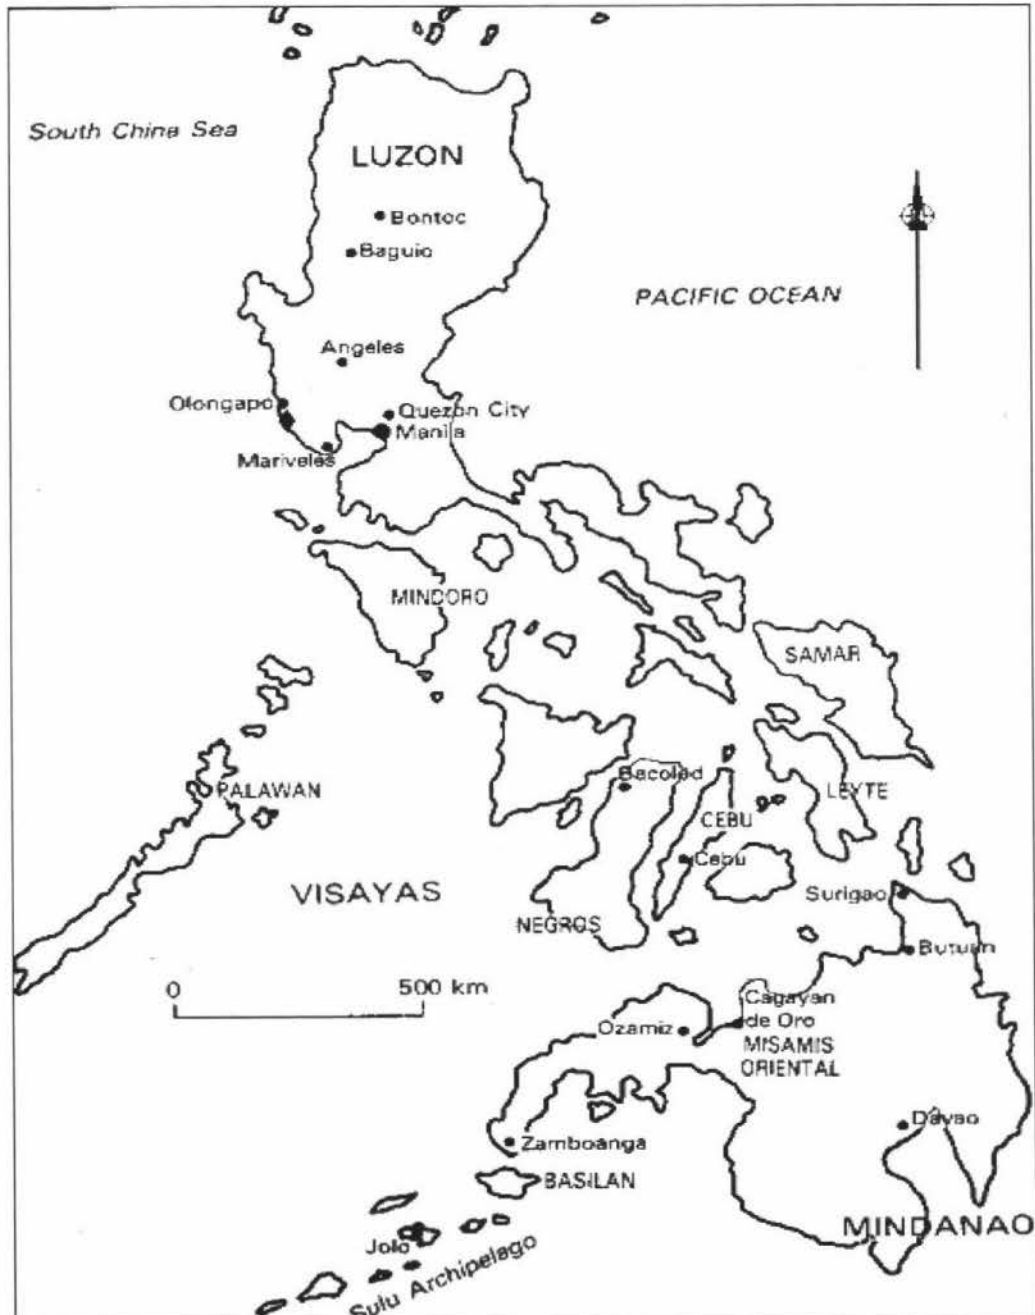 South China Sea
LUZON
Bontoc
Baguio
PACIFIC OCEAN
Angeles
Olongapo
Quezon City
Manila
Mariveles
MINDORO
SAMAR
PALAWAN
Bacolod
LEYTE
CEBU
Cebu
VISAYAS
Surigao
NEGROS
Butuan
0 500 km
Cagayan
de Oro
Ozamiz
MISAMIS
ORIENTAL
Davao
Zamboanga
BASILAN
MINDANAO
Jolo
Sulu Archipelago